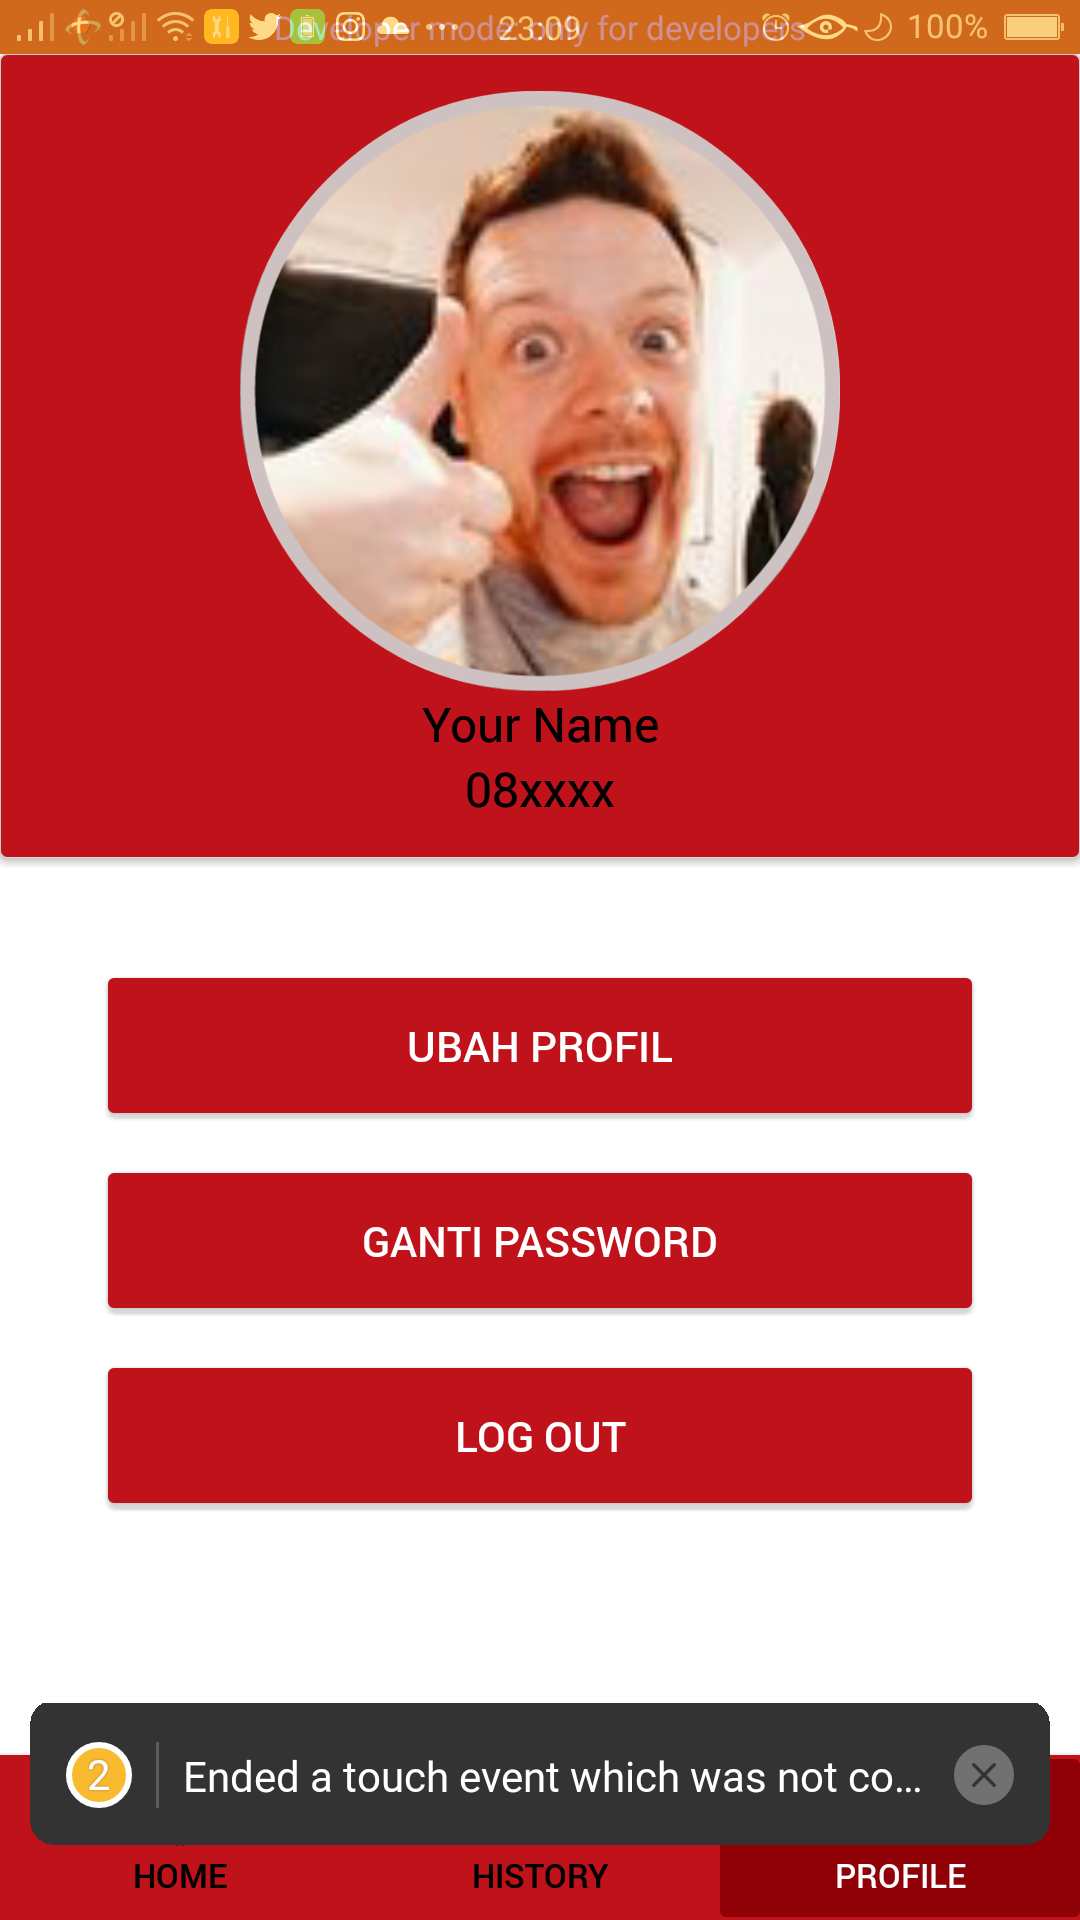 Developer mode only for developers
23:09
100%
Your Name
08xxxx
UBAH PROFIL
GANTI PASSWORD
LOG OUT
2 Ended a touch event which was not co...
HOME HISTORY PROFILE